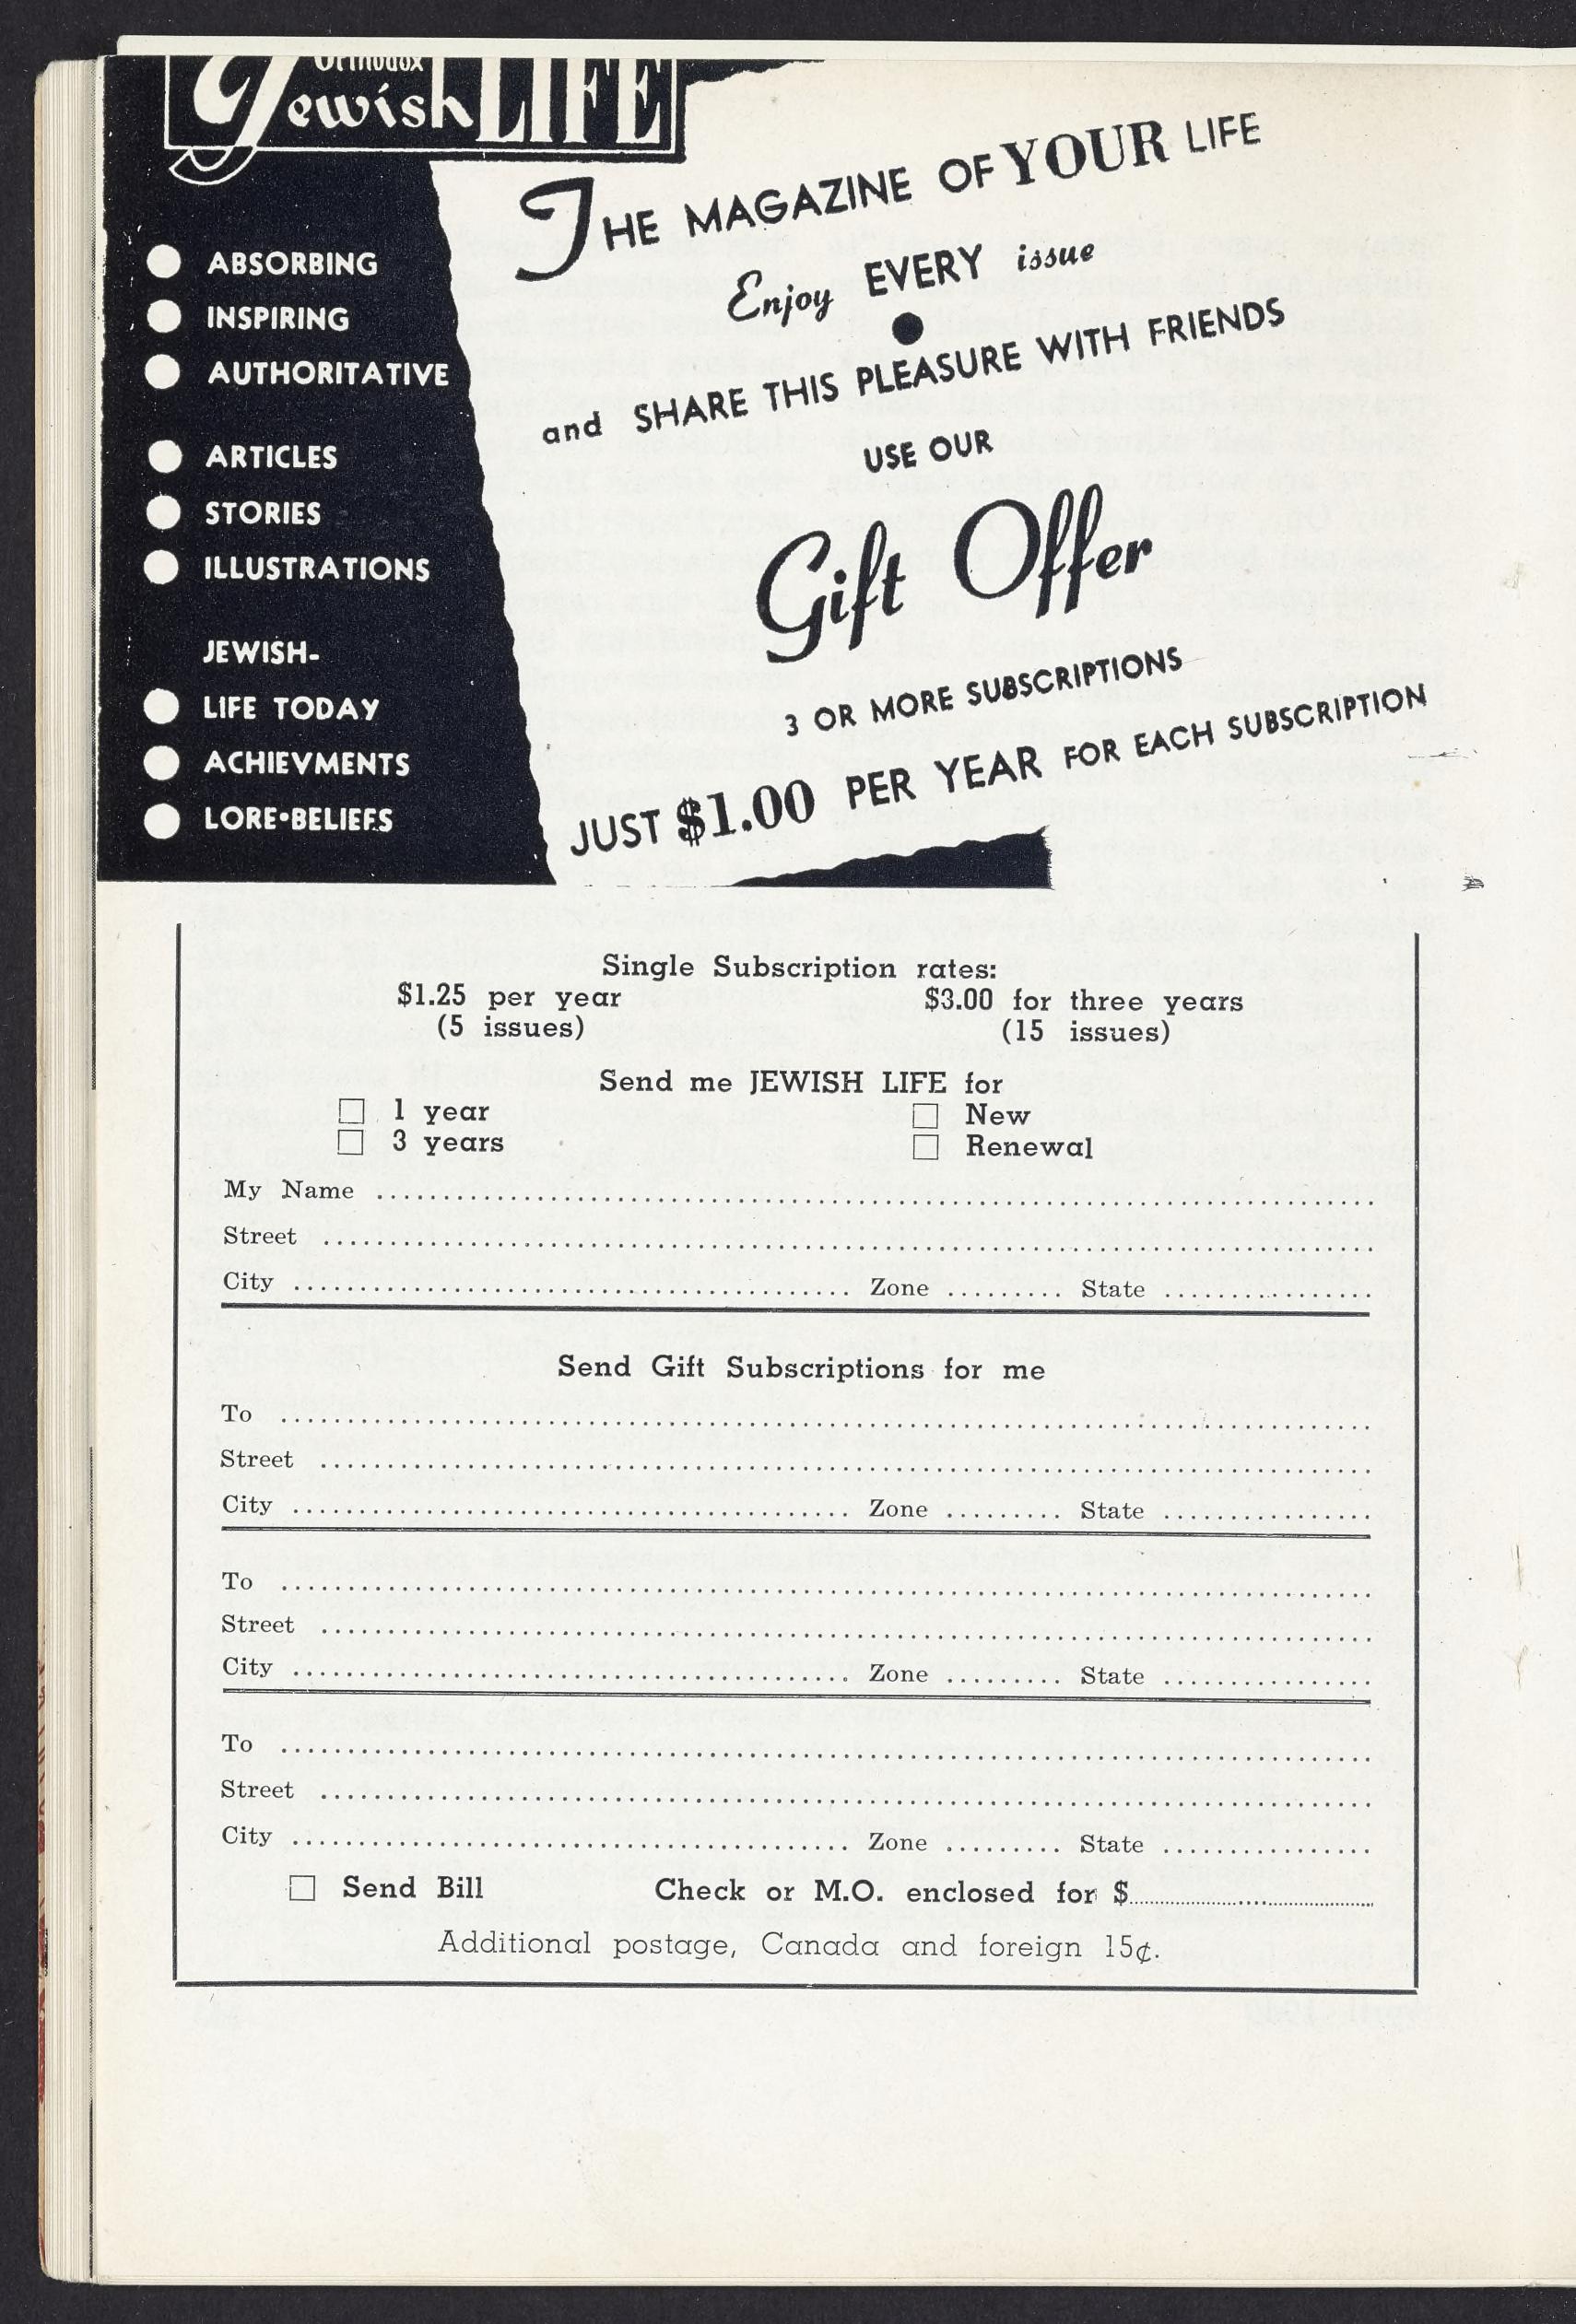 Orthodox
Jewish LIFE
ABSORBING
INSPIRING
AUTHORITATIVE
ARTICLES
STORIES
ILLUSTRATIONS
JEWISH-
LIFE TODAY
ACHIEVMENTS
LORE•BELIEFS
THE MAGAZINE OF YOUR LIFE
Enjoy EVERY issue
and SHARE THIS PLEASURE WITH FRIENDS
USE OUR
Gift Offer
3 OR MORE SUBSCRIPTIONS
JUST $1.00 PER YEAR FOR EACH SUBSCRIPTION
Single Subscription rates:
$1.25 per year $3.00 for three years
(5 issues) (15 issues)
Send me JEWISH LIFE for
☐ 1 year ☐ New
☐ 3 years ☐ Renewal
My Name ........................................
Street ........................................
City .............................. Zone ......... State ................
Send Gift Subscriptions for me
To ........................................
Street ........................................
City .............................. Zone ......... State ................
To ........................................
Street ........................................
City .............................. Zone ......... State ................
To ........................................
Street ........................................
City .............................. Zone ......... State ................
☐ Send Bill Check or M.O. enclosed for $....................
Additional postage, Canada and foreign 15¢.